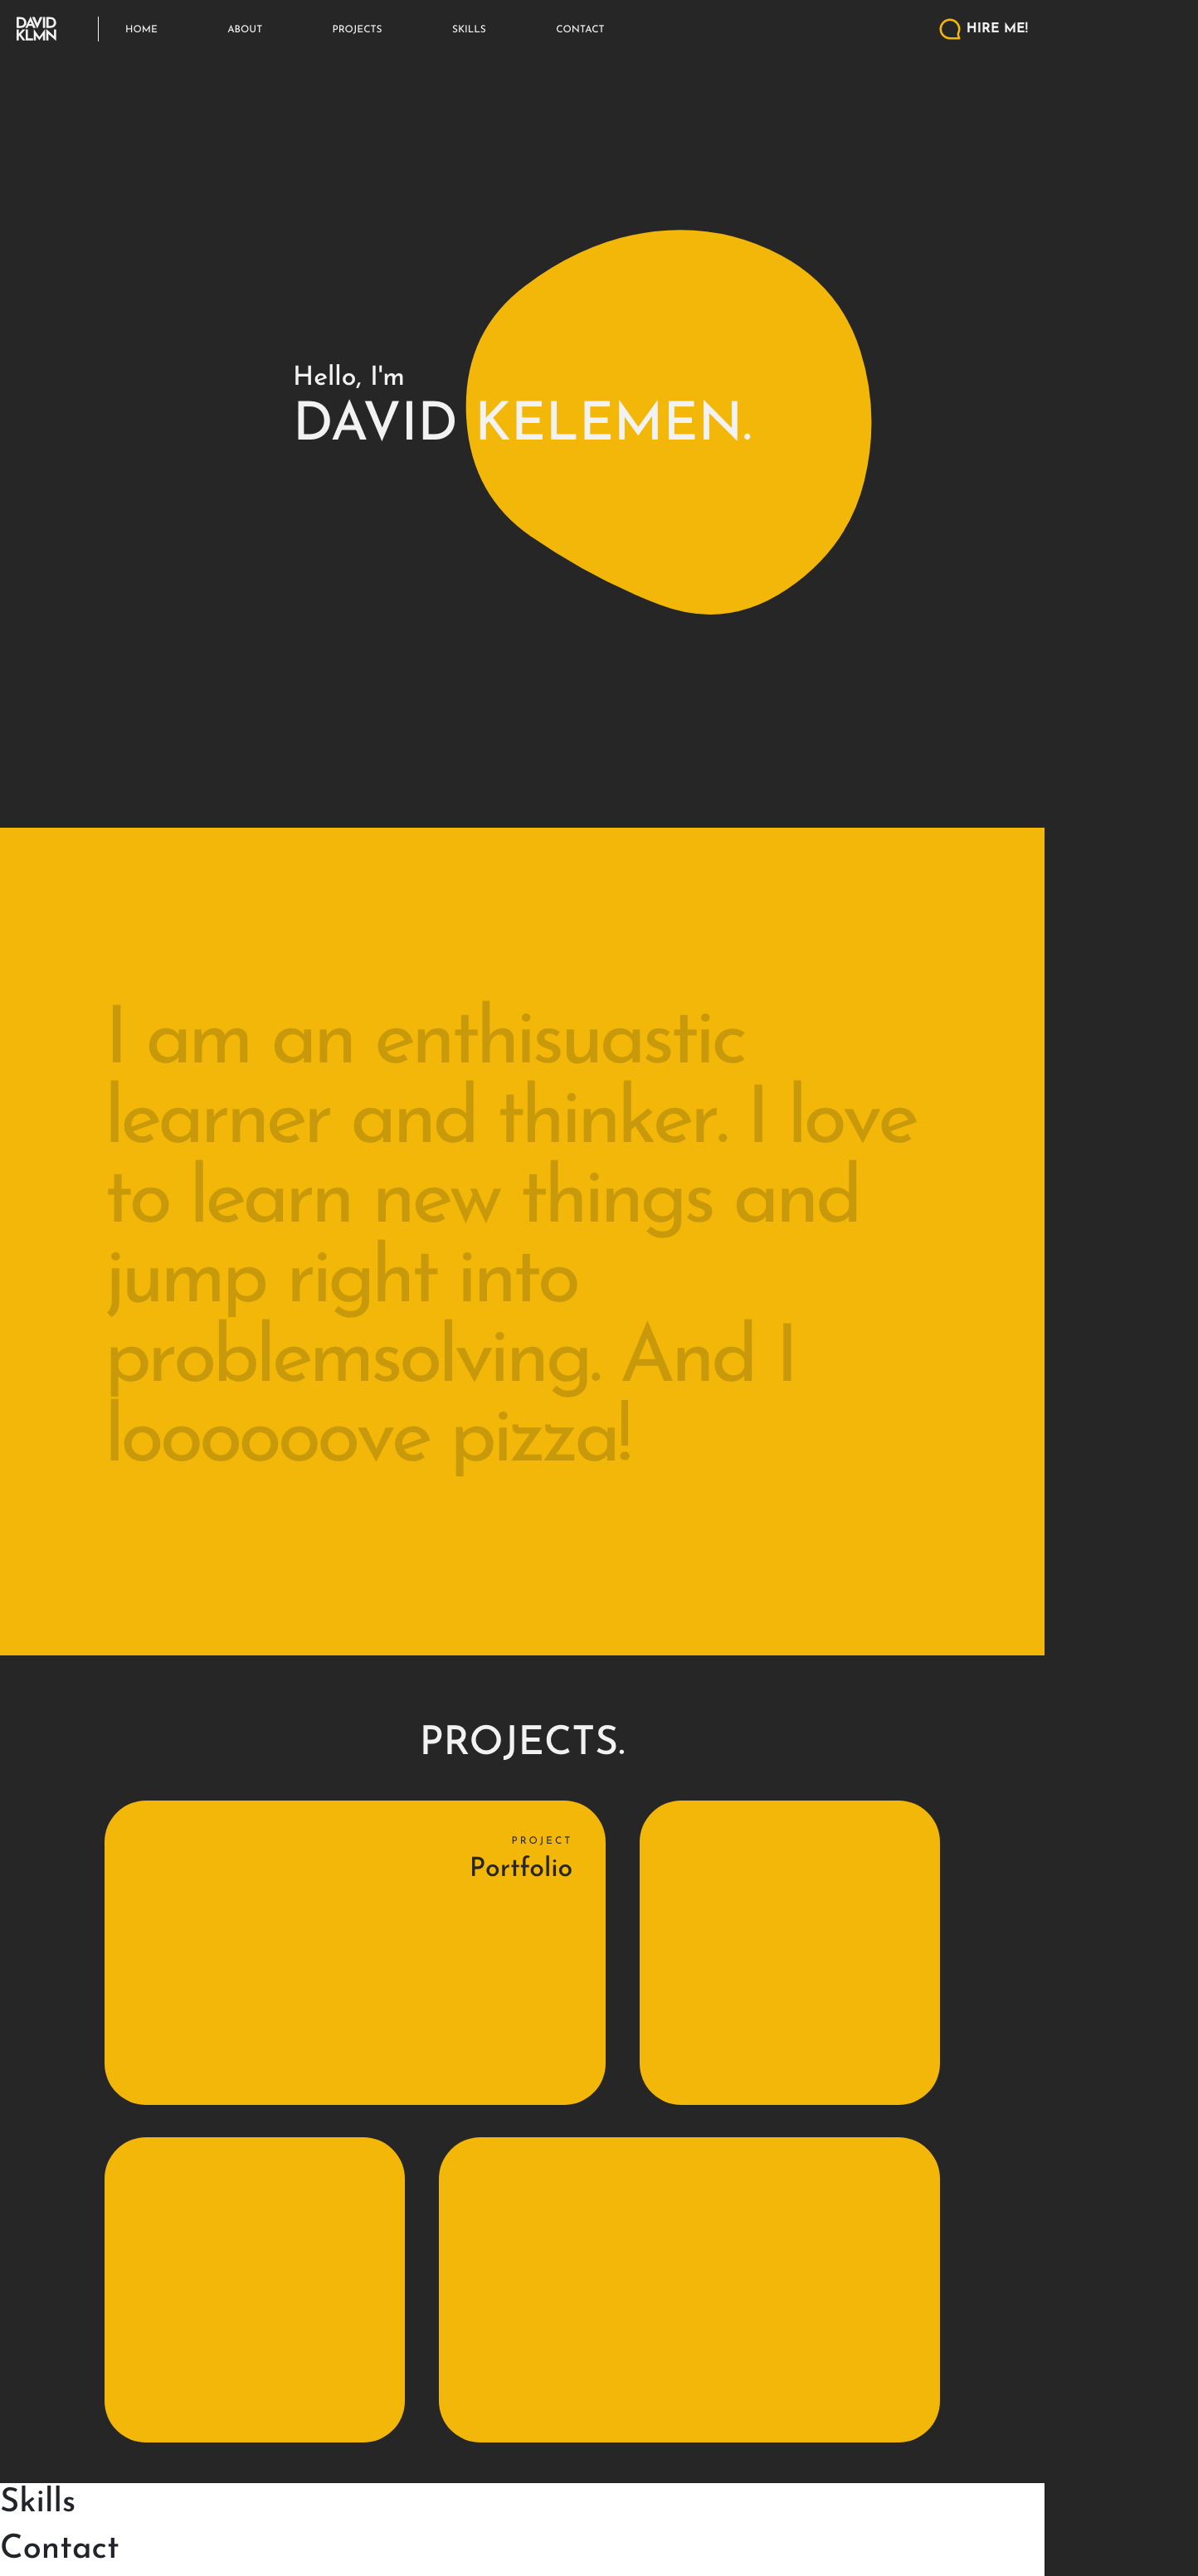 DAVID
KLMN
HOME
ABOUT
PROJECTS
SKILLS
CONTACT
HIRE ME!
Hello, I'm
DAVID KELEMEN.
I am an enthisuastic
learner and thinker. I love
to learn new things and
jump right into
problemsolving. And I
looooooove pizza!
PROJECTS.
PROJECT
Portfolio
Skills
Contact